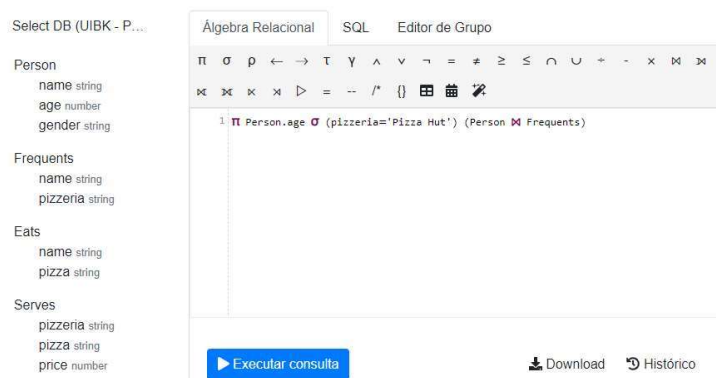 Select DB (UIBK - P…
Person
name string
age number
gender string
Frequents
name string
pizzeria string
Eats
name string
pizza string
Serves
pizzeria string
pizza string
price number
Álgebra Relacional SQL Editor de Grupo
π σ ρ ← → τ γ ∧ ∨ ¬ = ≠ ≥ ≤ ∩ ∪ ÷ - × ⋈ ⟕
⟖ ⟗ ⋉ ⋊ ▷ = -- /* {}
1 π Person.age σ (pizzeria='Pizza Hut') (Person ⋈ Frequents)
Executar consulta Download Histórico